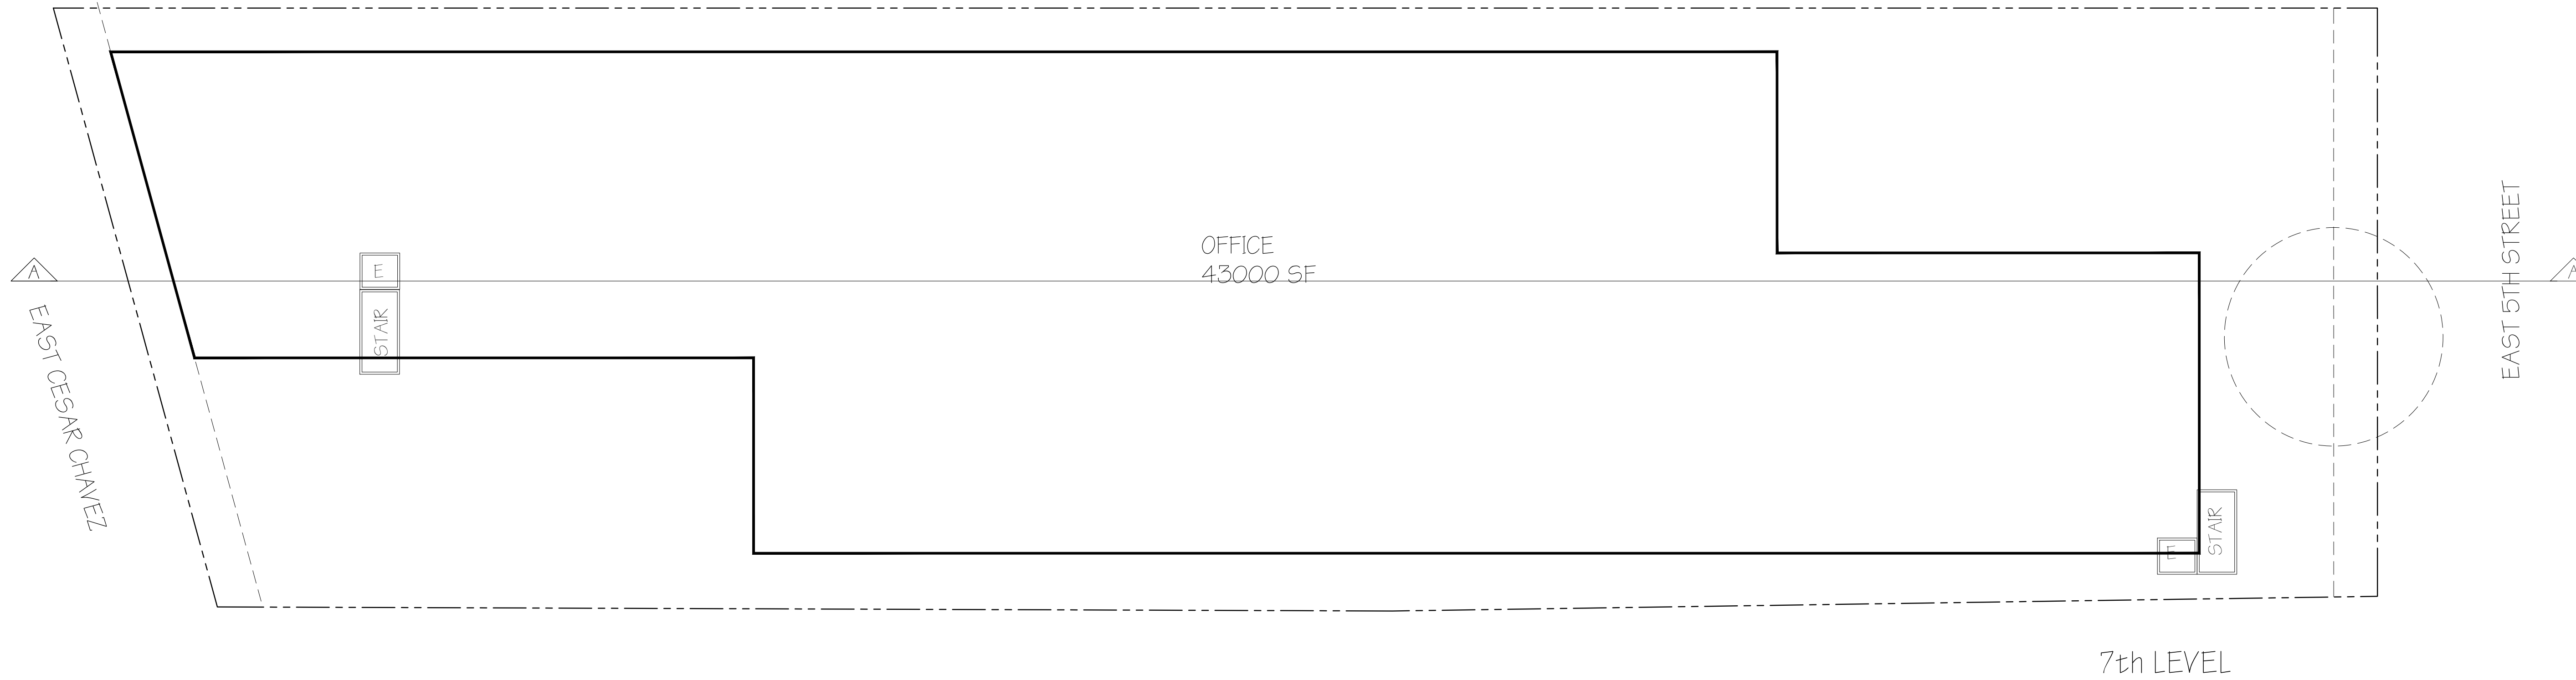 OFFICE
43000 SF
E
STAIR
E
STAIR
A
A
EAST CESAR CHAVEZ
EAST 5TH STREET
7th LEVEL